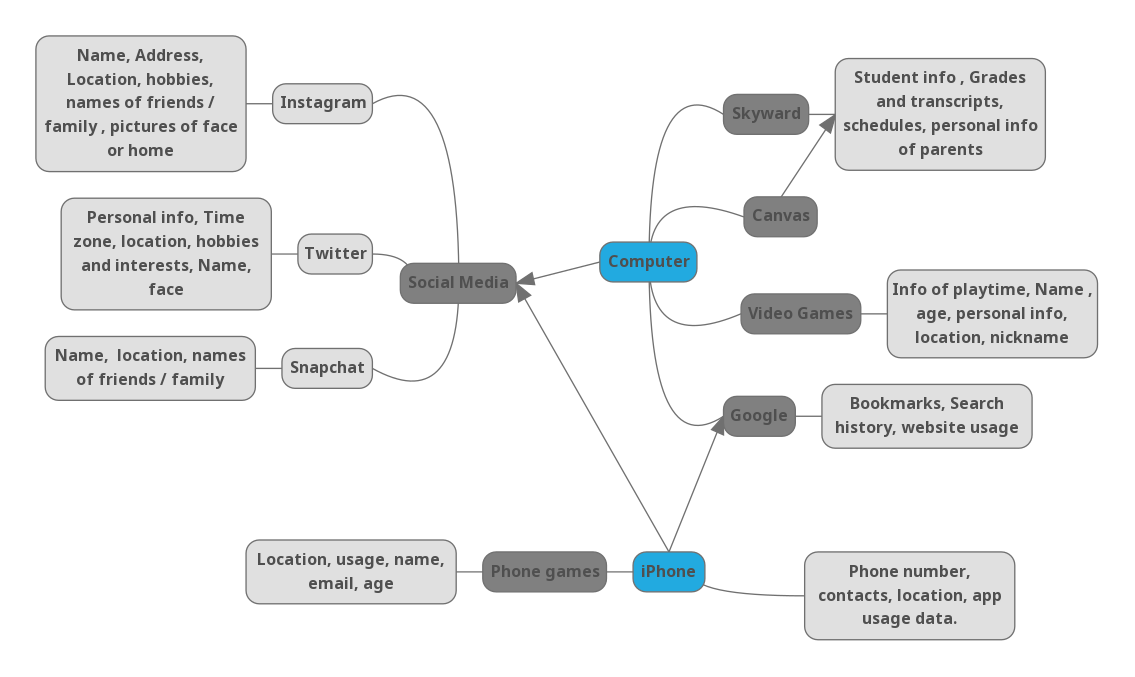 Name, Address,
Location, hobbies,
names of friends /
family , pictures of face
or home
Instagram
Personal info, Time
zone, location, hobbies
and interests, Name,
face
Twitter
Name,  location, names
of friends / family
Snapchat
Social Media
Computer
Skyward
Student info , Grades
and transcripts,
schedules, personal info
of parents
Canvas
Video Games
Info of playtime, Name ,
age, personal info,
location, nickname
Google
Bookmarks, Search
history, website usage
Location, usage, name,
email, age
Phone games
iPhone
Phone number,
contacts, location, app
usage data.